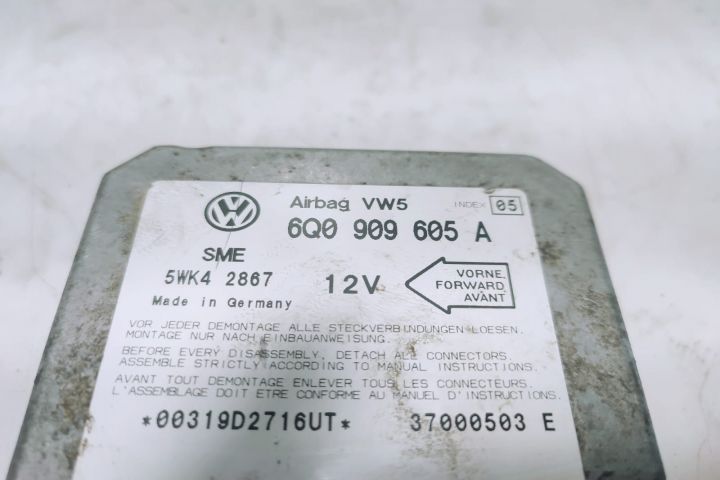 Airbag VW5 INDEX 05
6Q0 909 605 A
SME
5WK4 2867
12V
Made in Germany
VORNE
FORWARD
AVANT
VOR JEDER DEMONTAGE ALLE STECKVERBINDUNGEN LOESEN.
MONTAGE NUR NACH EINBAUANWEISUNG.
BEFORE EVERY DISASSEMBLY, DETACH ALL CONNECTORS.
ASSEMBLE STRICTLY ACCORDING TO MANUAL INSTRUCTIONS.
AVANT TOUT DEMONTAGE ENLEVER TOUS LES CONNECTEURS.
L'ASSEMBLAGE DOIT ETRE CONFORME AU MANUEL D'INSTRUCTIONS.
*00319D2716UT* 37000503 E